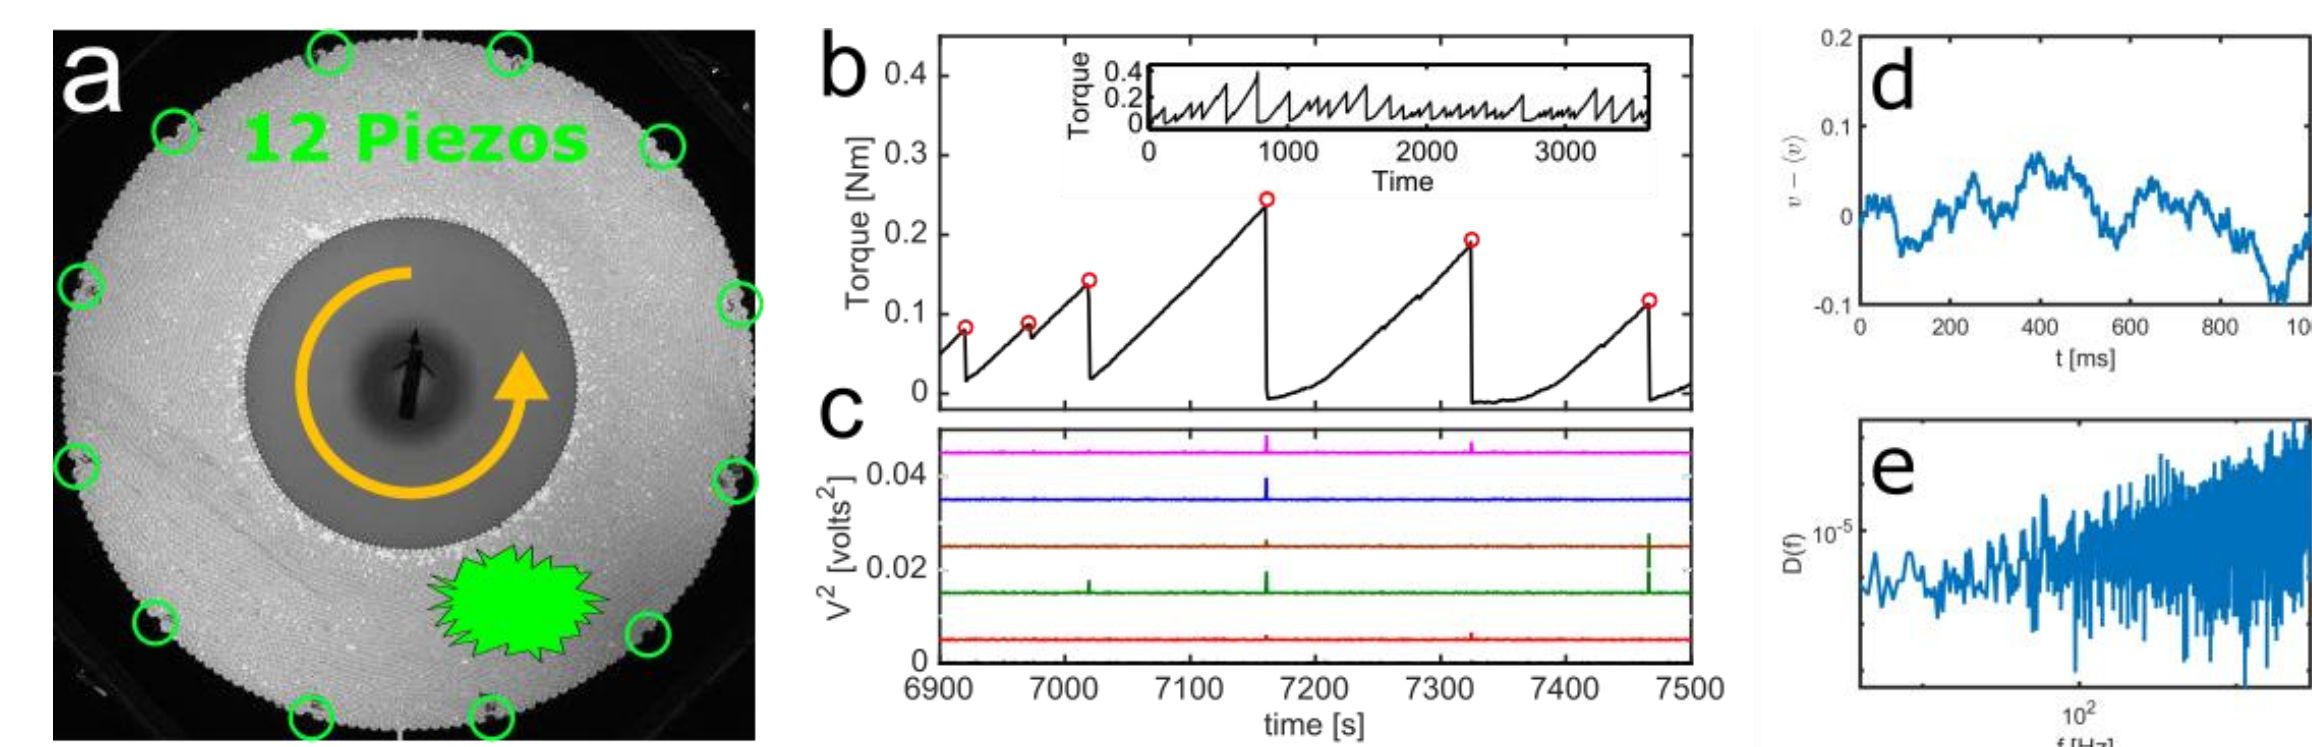 a
12 Piezos
b
Torque [Nm]
0.4
0.3
0.2
0.1
0
Torque
0.4
0.2
0
0 1000 2000 3000
Time
c
V² [volts²]
0.04
0.02
0
6900 7000 7100 7200 7300 7400 7500
time [s]
d
v − ⟨v⟩
0.2
0.1
0
-0.1
0 200 400 600 800 100
t [ms]
e
D(f)
10⁻⁵
10²
f [Hz]